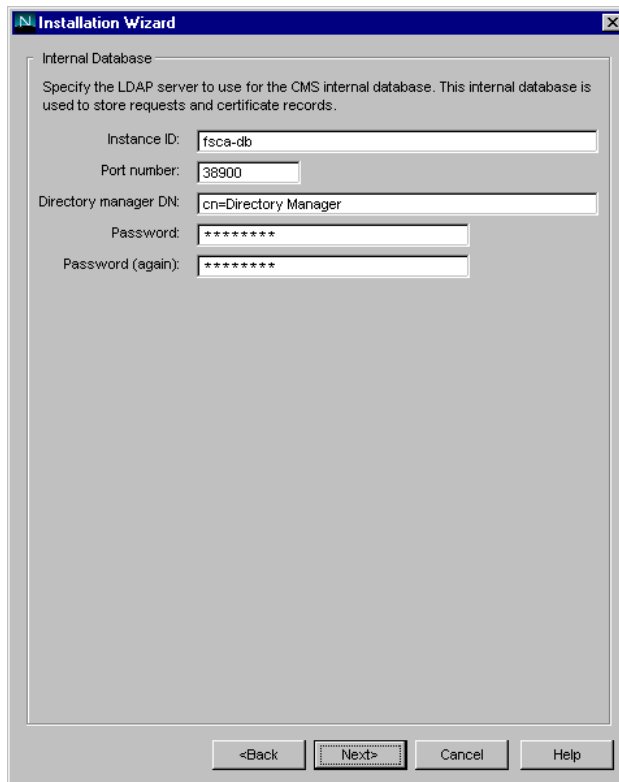 Installation Wizard
Internal Database
Specify the LDAP server to use for the CMS internal database. This internal database is
used to store requests and certificate records.
Instance ID: fsca-db
Port number: 38900
Directory manager DN: cn=Directory Manager
Password: ********
Password (again): ********
<Back Next> Cancel Help